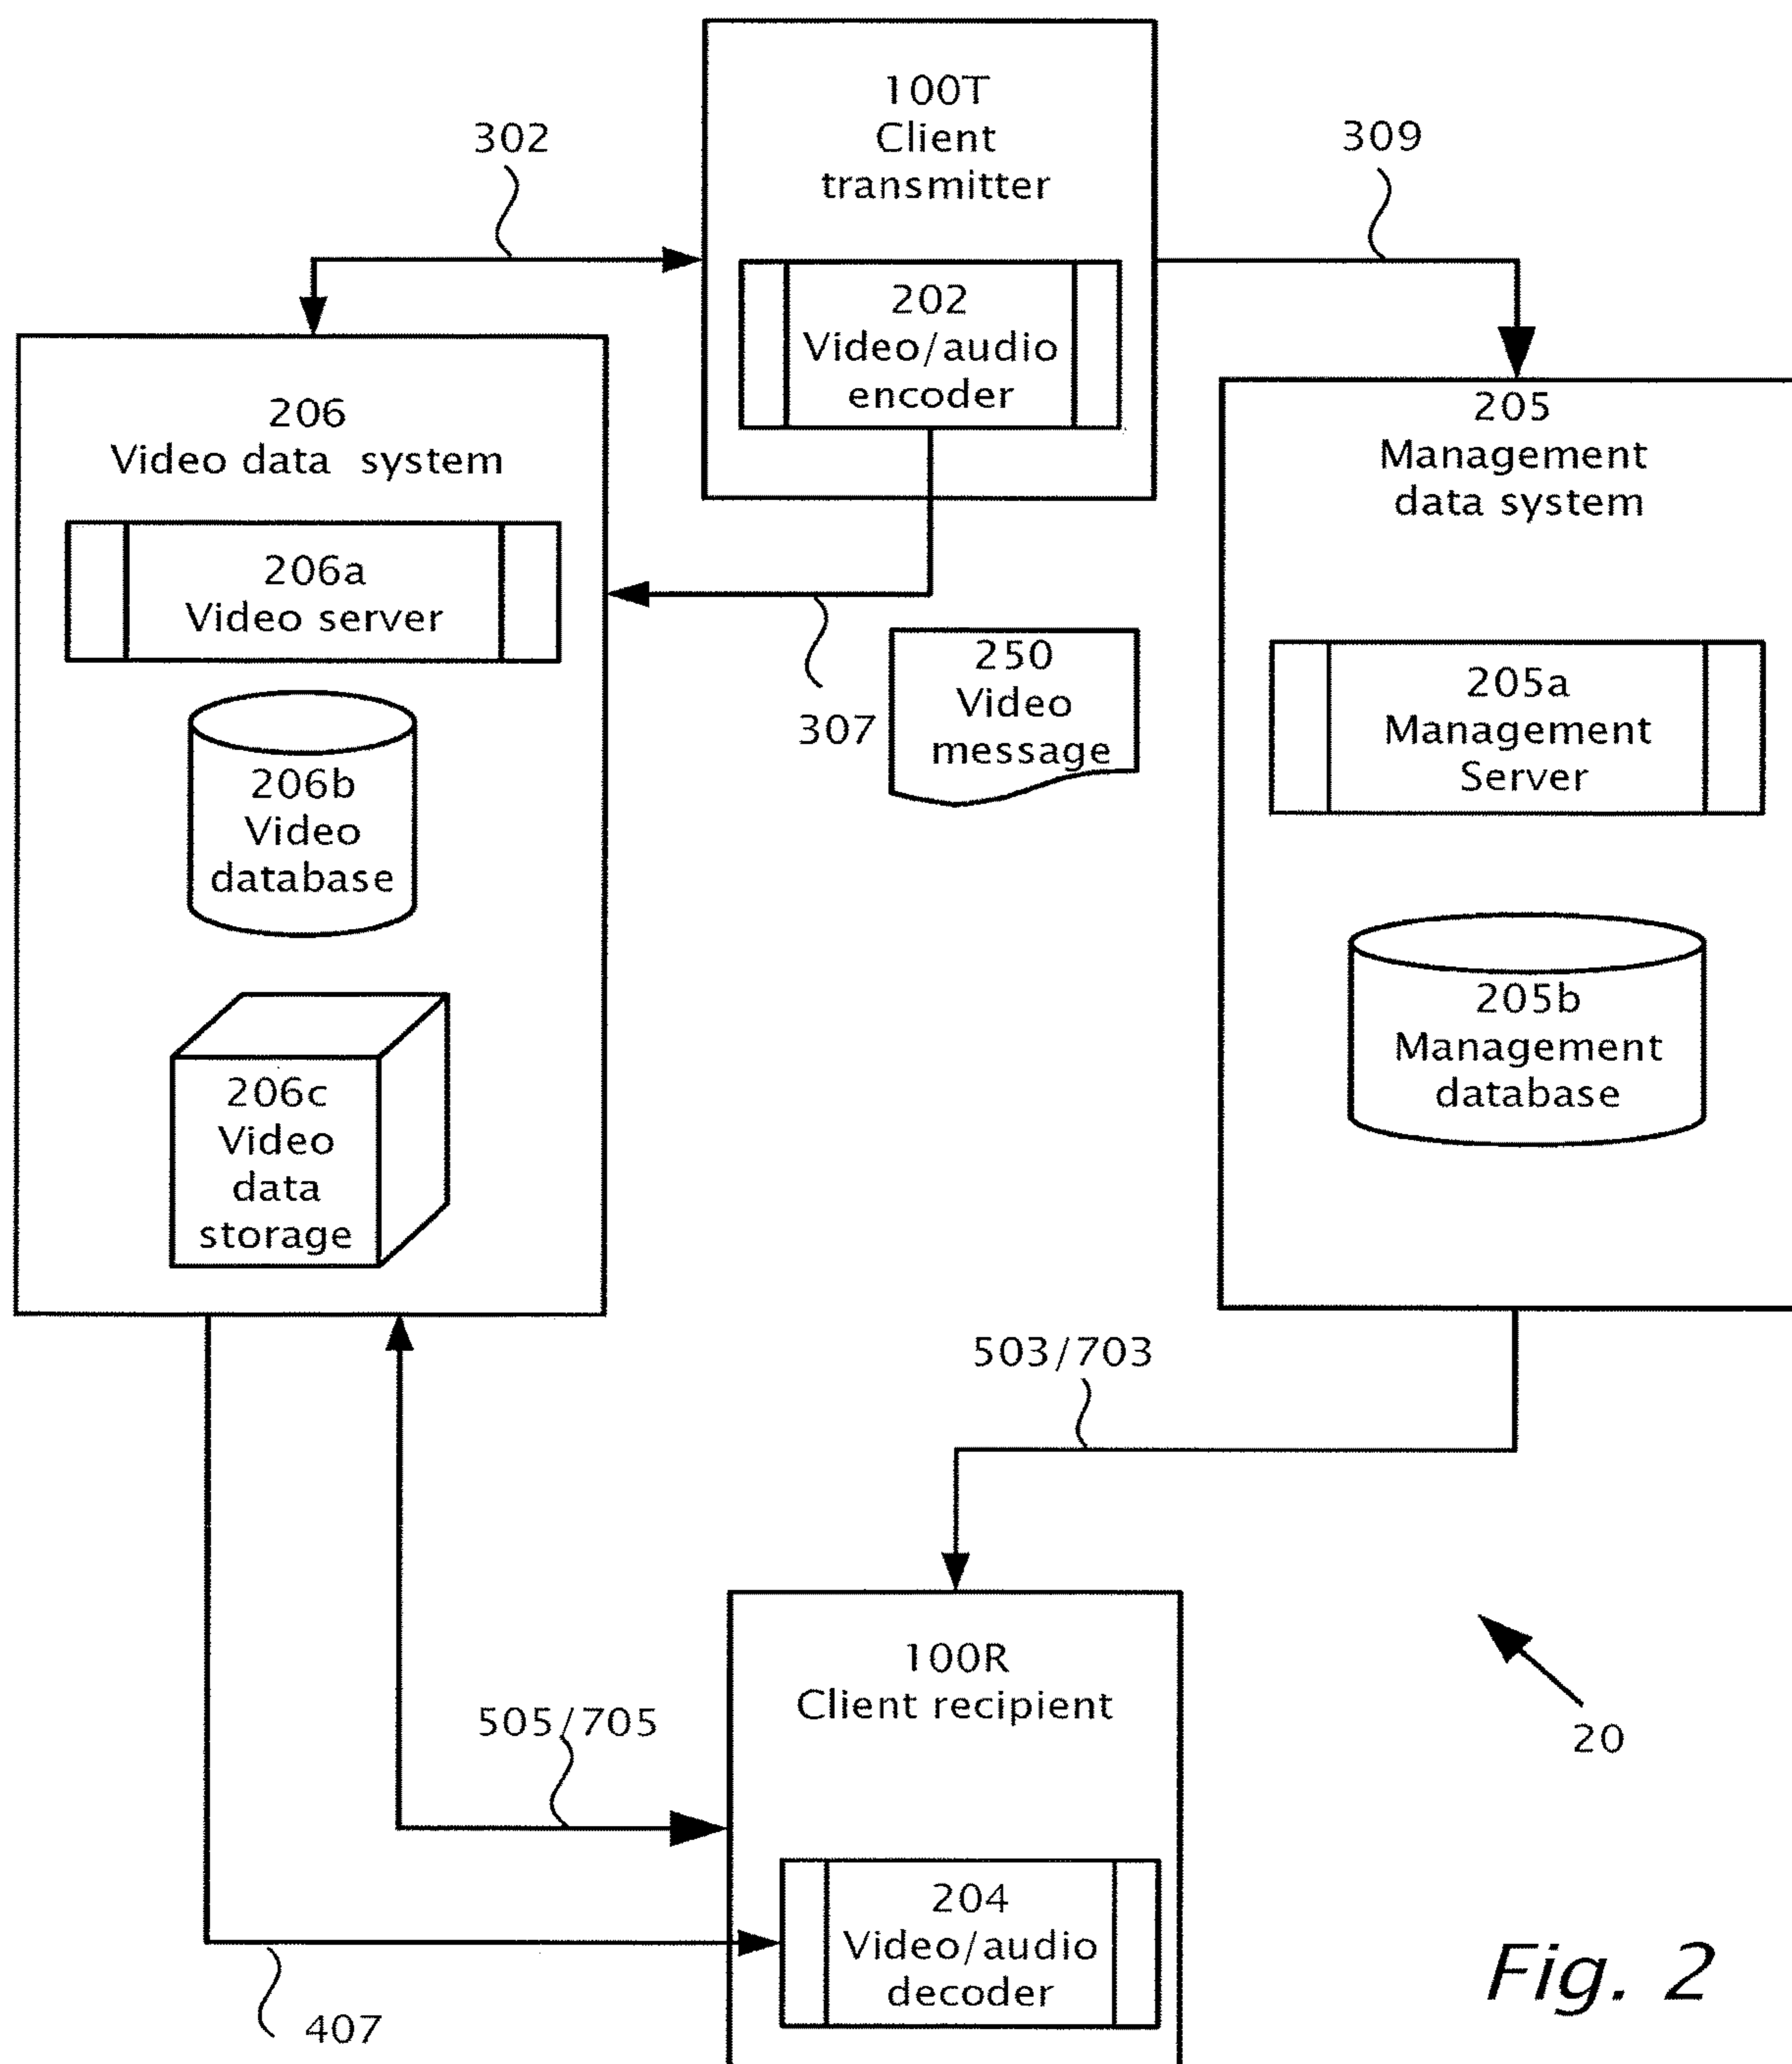 100T
Client
transmitter
302
309
202
Video/audio
encoder
206
Video data system
205
Management
data system
206a
Video server
307
250
Video
message
205a
Management
Server
206b
Video
database
205b
Management
database
206c
Video
data
storage
503/703
100R
Client recipient
505/705
20
204
Video/audio
decoder
407
Fig. 2